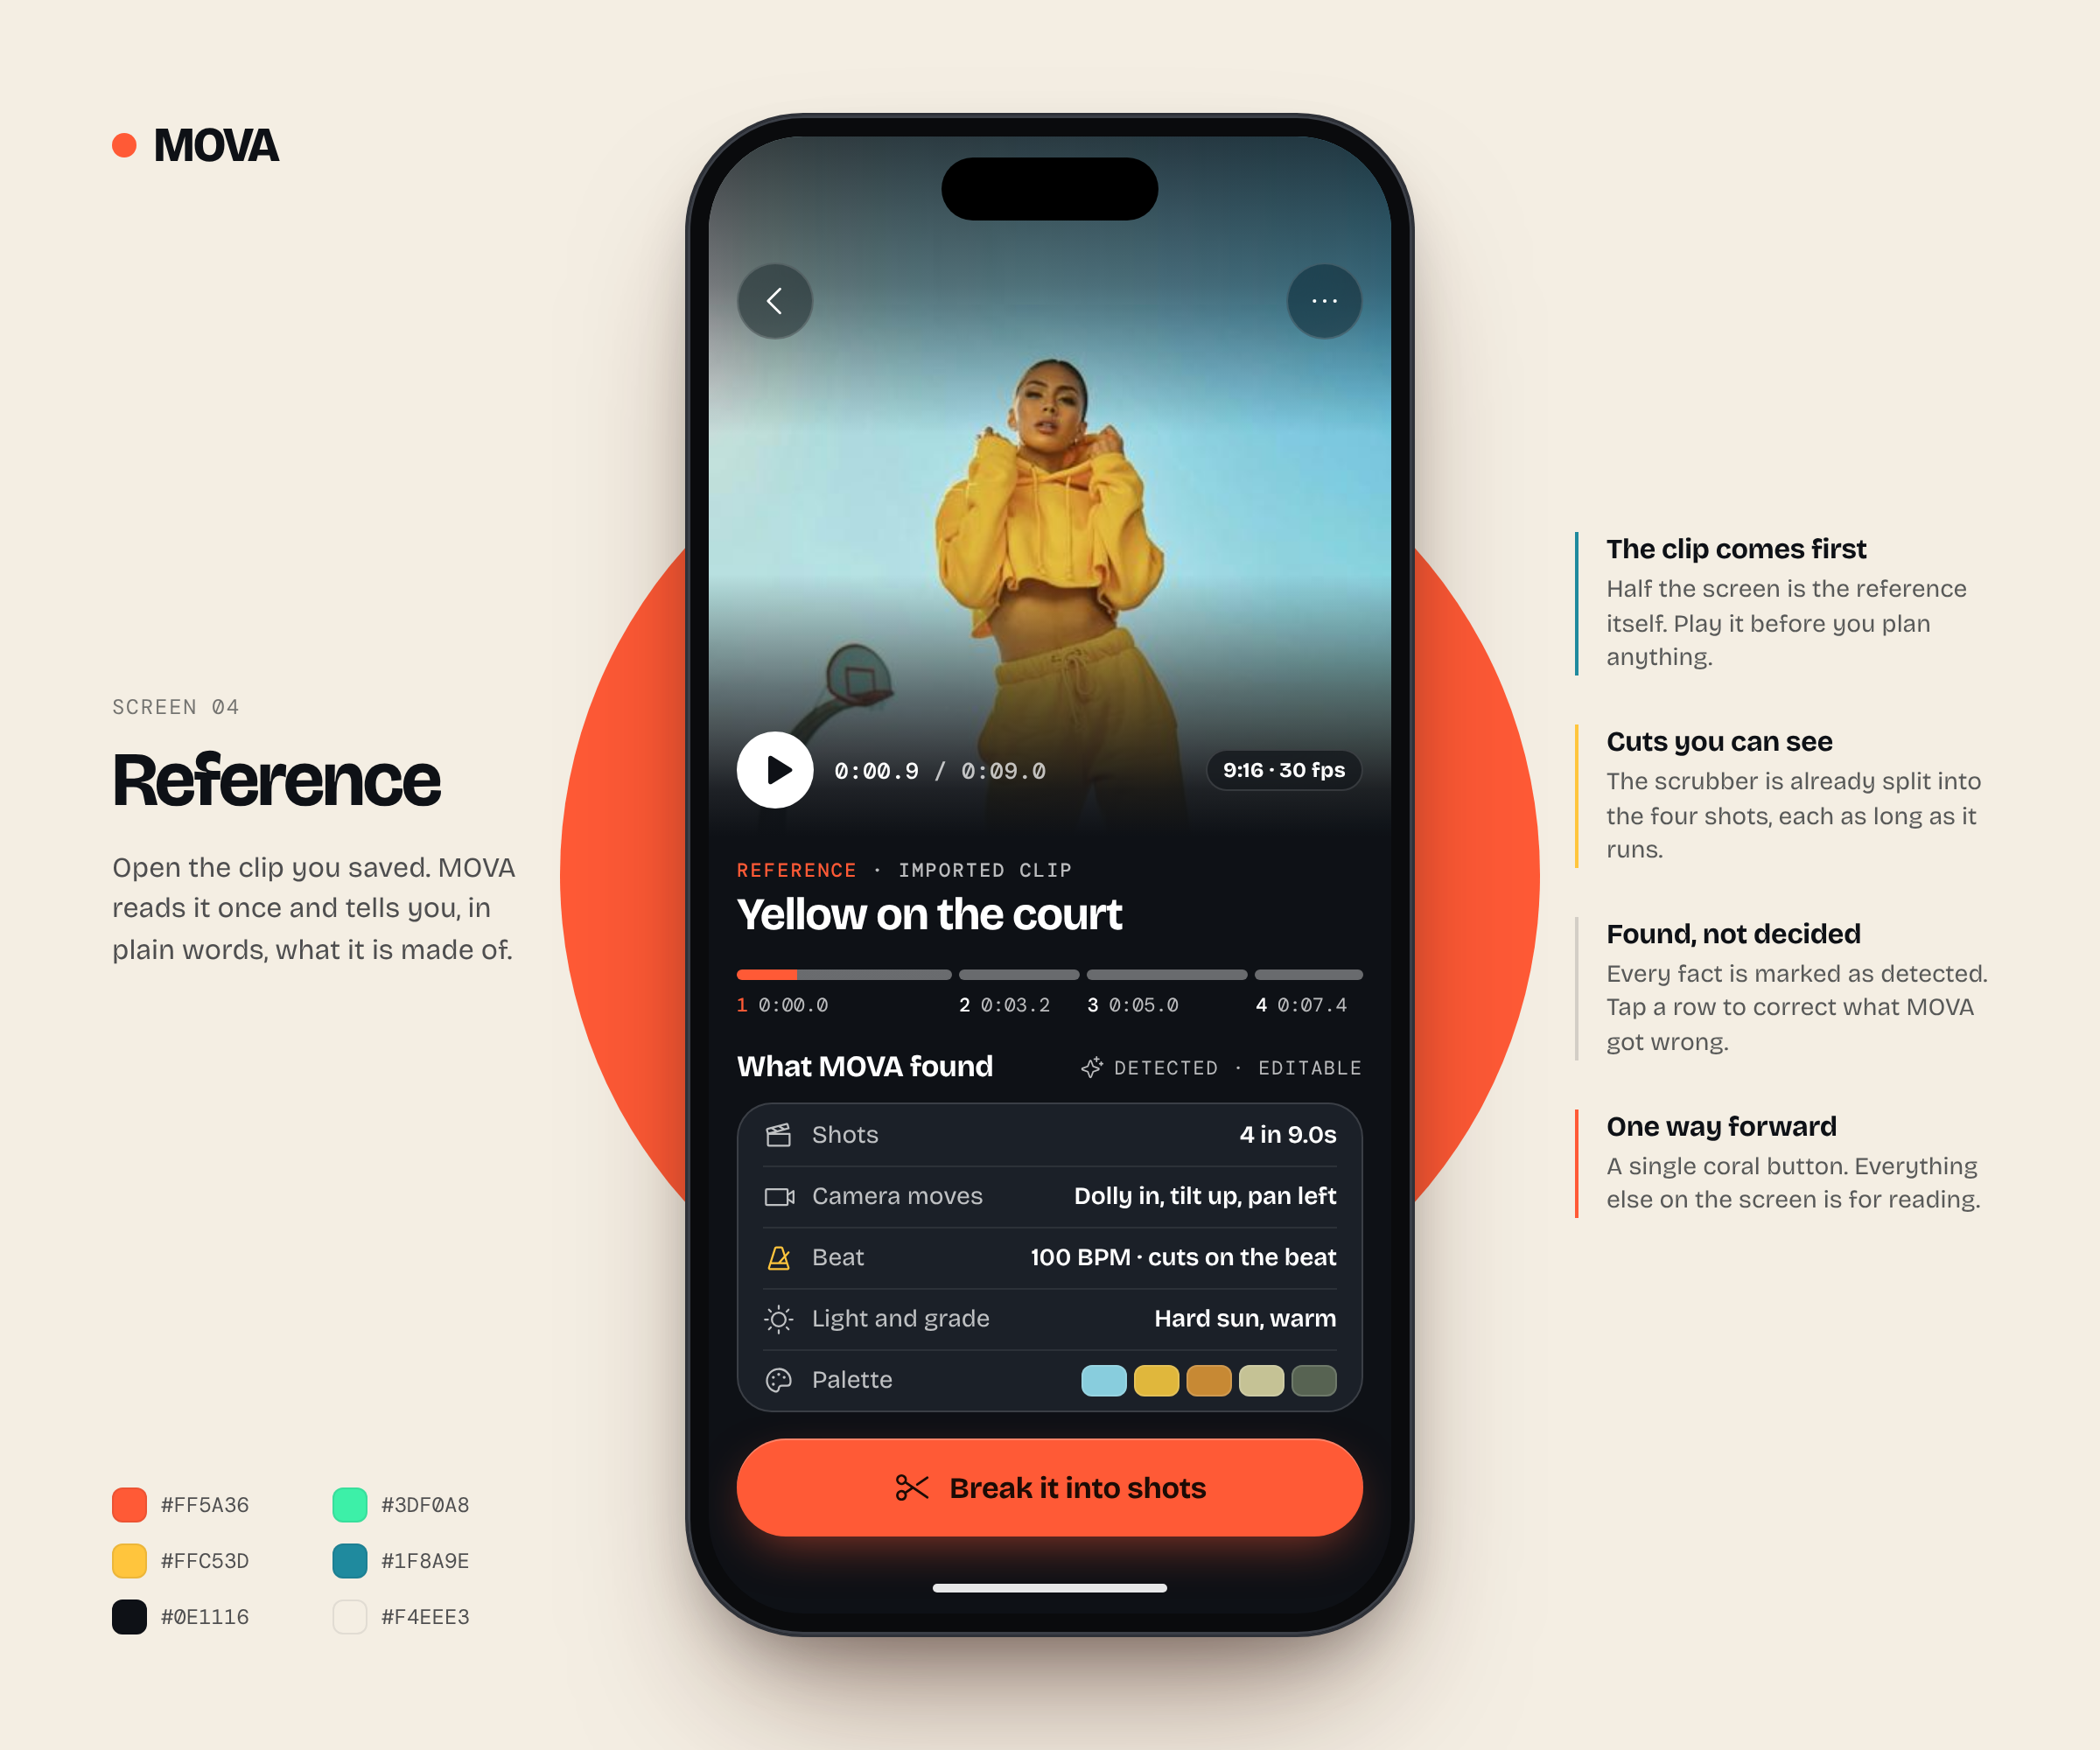 MOVA
SCREEN 04
Reference
Open the clip you saved. MOVA
reads it once and tells you, in
plain words, what it is made of.
#FF5A36
#3DF0A8
#FFC53D
#1F8A9E
#0E1116
#F4EEE3
0:00.9 / 0:09.0
9:16 · 30 fps
REFERENCE · IMPORTED CLIP
Yellow on the court
1 0:00.0
2 0:03.2
3 0:05.0
4 0:07.4
What MOVA found
DETECTED · EDITABLE
Shots
4 in 9.0s
Camera moves
Dolly in, tilt up, pan left
Beat
100 BPM · cuts on the beat
Light and grade
Hard sun, warm
Palette
Break it into shots
The clip comes first
Half the screen is the reference
itself. Play it before you plan
anything.
Cuts you can see
The scrubber is already split into
the four shots, each as long as it
runs.
Found, not decided
Every fact is marked as detected.
Tap a row to correct what MOVA
got wrong.
One way forward
A single coral button. Everything
else on the screen is for reading.